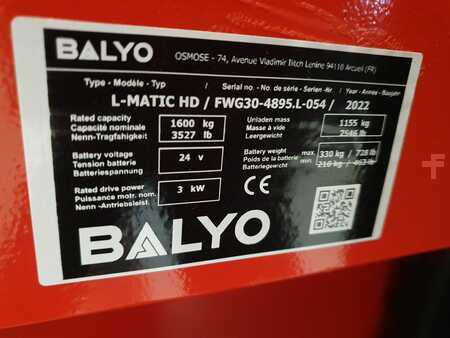 BALYO OSMOSE - 74, Avenue Vladimir Ilitch Lenine 94110 Arcueil (FR)
Type - Modèle - Typ / Serial no. - No. de série - Serien-Nr / Year - Année - Baujahr
L-MATIC HD / FWG30-4895.L-054 / 2022
Rated capacity
Capacité nominale
Nenn-Tragfähigkeit
1600 kg
3527 lb
Unladen mass
Masse à vide
Leergewicht
1155 kg
2546 lb
Battery voltage
Tension batterie
Batteriespannung
24 v
Battery weight
Poids de la batterie
Batteriegewicht
max. 330 kg / 728 lb
min. 210 kg / 463 lb
Rated drive power
Puissance motr. nom.
Nenn -Antriebsleist.
3 kW
CE
BALYO